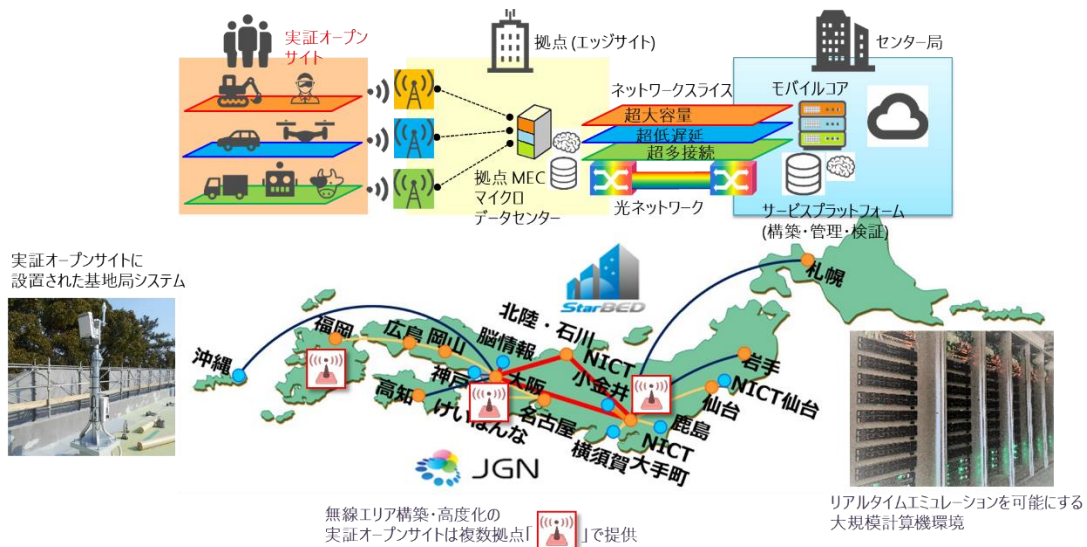 実証オープン
サイト
拠点 (エッジサイト)
センター局
ネットワークスライス
モバイルコア
超大容量
超低遅延
超多接続
拠点 MEC
マイクロ
データセンター
光ネットワーク
サービスプラットフォーム
(構築・管理・検証)
実証オープンサイトに
設置された基地局システム
StarBED
札幌
北陸・石川
福岡
広島
岡山
脳情報
NICT
小金井
岩手
沖縄
神戸
大阪
NICT仙台
高知
仙台
けいはんな
名古屋
鹿島
NICT
横須賀
大手町
JGN
リアルタイムエミュレーションを可能にする
大規模計算機環境
無線エリア構築・高度化の
実証オープンサイトは複数拠点「 」で提供